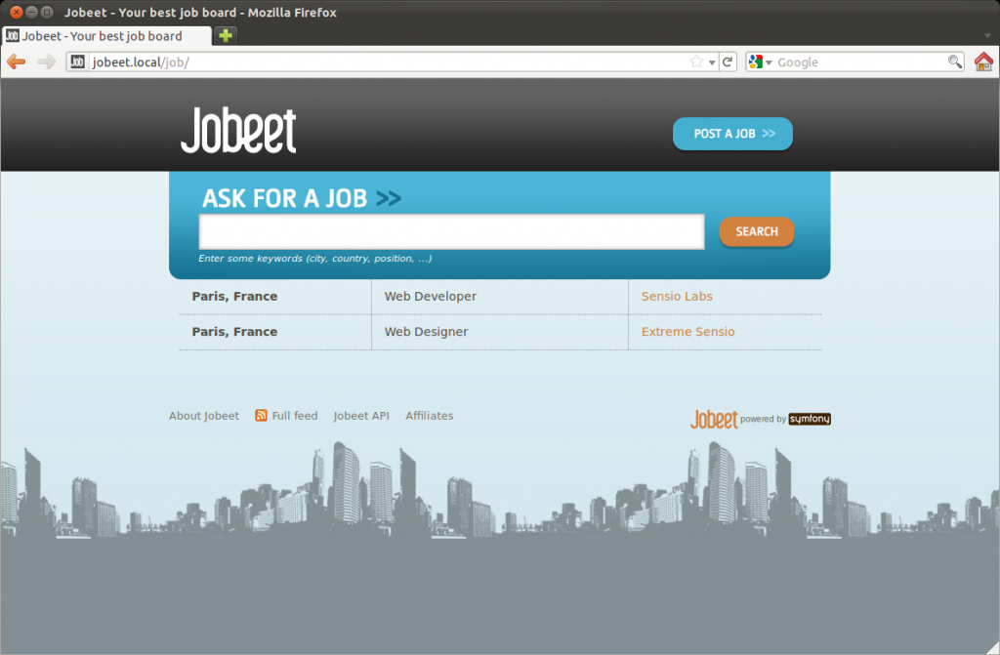 Jobeet - Your best job board - Mozilla Firefox
Job Jobeet - Your best job board
Job jobeet.local/job/ Google
Jobeet
POST A JOB >>
ASK FOR A JOB >>
SEARCH
Enter some keywords (city, country, position, ...)
Paris, France Web Developer Sensio Labs
Paris, France Web Designer Extreme Sensio
About Jobeet Full feed Jobeet API Affiliates Jobeet powered by symfony